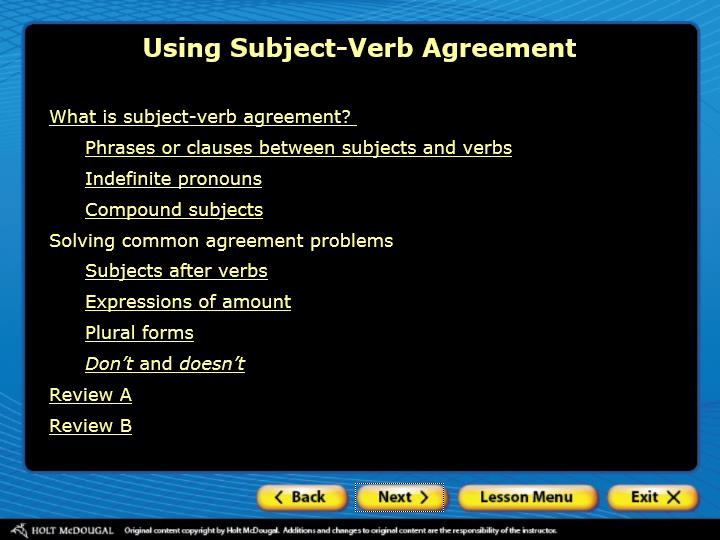 Using Subject-Verb Agreement
What is subject-verb agreement?
Phrases or clauses between subjects and verbs
Indefinite pronouns
Compound subjects
Solving common agreement problems
Subjects after verbs
Expressions of amount
Plural forms
Don’t and doesn’t
Review A
Review B
Back Next Lesson Menu Exit
HOLT McDOUGAL Original content copyright by Holt McDougal. Additions and changes to original content are the responsibility of the instructor.